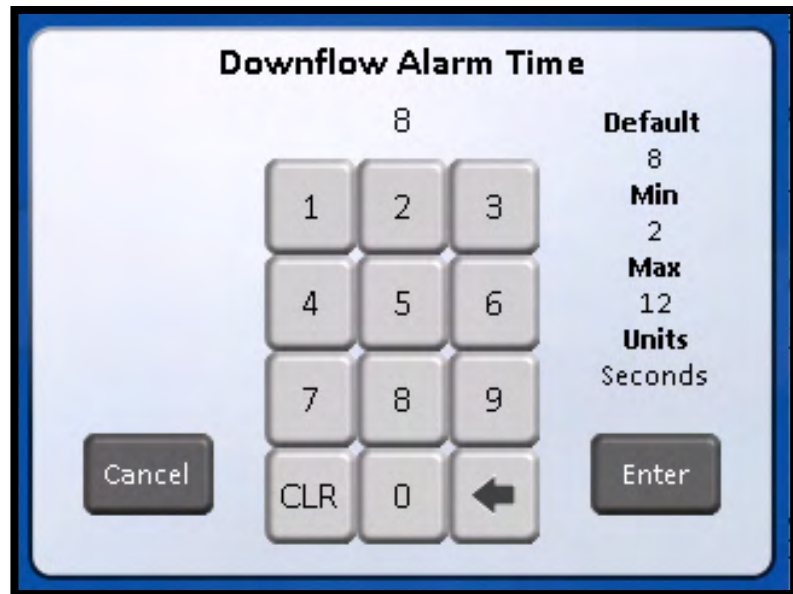 Downflow Alarm Time
8
Default
8
Min
2
Max
12
Units
Seconds
1 2 3
4 5 6
7 8 9
CLR 0
Cancel
Enter